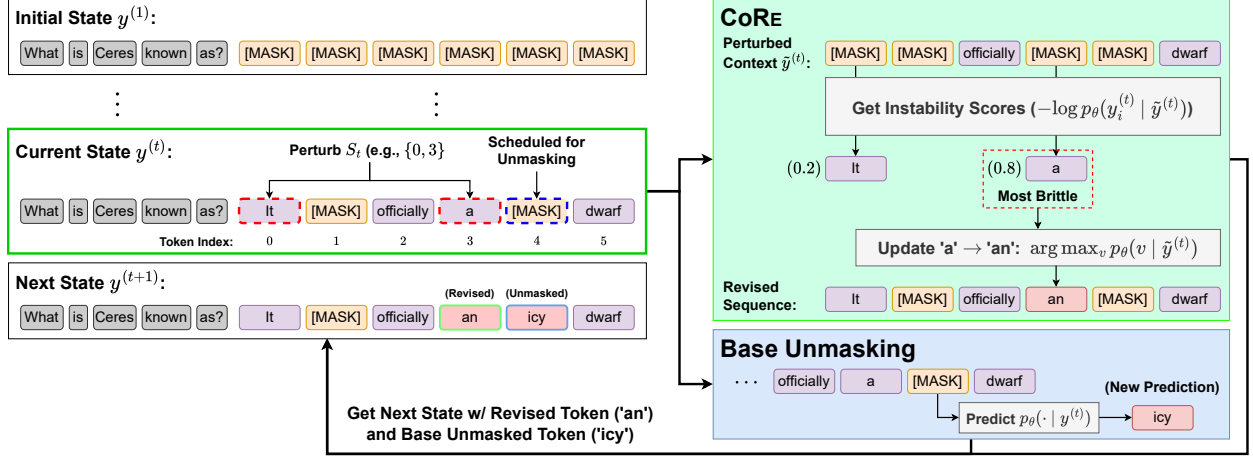 Initial State y^(1):
What is Ceres known as? [MASK] [MASK] [MASK] [MASK] [MASK] [MASK]
Current State y^(t):
Perturb S_t (e.g., {0, 3}
Scheduled for
Unmasking
What is Ceres known as? It [MASK] officially a [MASK] dwarf
Token Index: 0 1 2 3 4 5
Next State y^(t+1):
(Revised) (Unmasked)
What is Ceres known as? It [MASK] officially an icy dwarf
Get Next State w/ Revised Token ('an')
and Base Unmasked Token ('icy')
CORE
Perturbed
Context ỹ^(t):
[MASK] [MASK] officially [MASK] [MASK] dwarf
Get Instability Scores (−log p_θ(y_i^(t) | ỹ^(t)))
(0.2) It (0.8) a
Most Brittle
Update 'a' → 'an': arg max_v p_θ(v | ỹ^(t))
Revised
Sequence:
It [MASK] officially an [MASK] dwarf
Base Unmasking
··· officially a [MASK] dwarf
(New Prediction)
Predict p_θ(· | y^(t)) icy